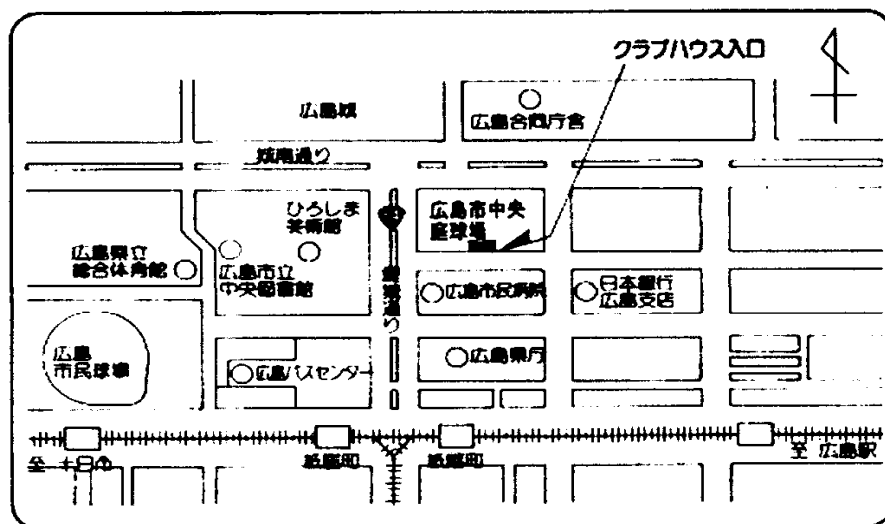 クラブハウス入口
広島城
広島合同庁舎
城南通り
ひろしま
美術館
広島市中央
庭球場
広島県立
総合体育館
広島市立
中央図書館
鯉城通り
広島市民病院
日本銀行
広島支店
広島
市民球場
広島バスセンター
広島県庁
至 十日市
紙屋町
紙屋町
至 広島駅